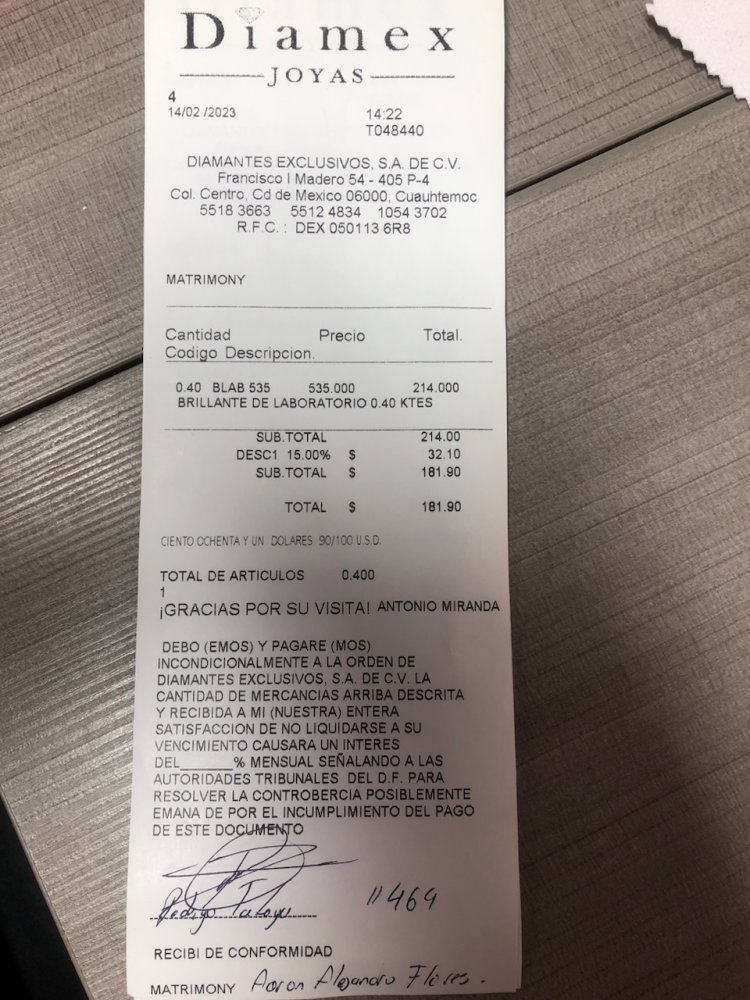 Diamex
JOYAS
4
14/02 /2023 14:22
T048440
DIAMANTES EXCLUSIVOS, S.A. DE C.V.
Francisco I Madero 54 - 405 P-4
Col. Centro, Cd de Mexico 06000, Cuauhtemoc
5518 3663 5512 4834 1054 3702
R.F.C. : DEX 050113 6R8
MATRIMONY
Cantidad Precio Total.
Codigo Descripcion.
0.40 BLAB 535 535.000 214.000
BRILLANTE DE LABORATORIO 0.40 KTES
SUB.TOTAL 214.00
DESC1 15.00% $ 32.10
SUB.TOTAL $ 181.90
TOTAL $ 181.90
CIENTO OCHENTA Y UN DOLARES 90/100 U.S.D.
TOTAL DE ARTICULOS 0.400
1
¡GRACIAS POR SU VISITA! ANTONIO MIRANDA
DEBO (EMOS) Y PAGARE (MOS)
INCONDICIONALMENTE A LA ORDEN DE
DIAMANTES EXCLUSIVOS, S.A. DE C.V. LA
CANTIDAD DE MERCANCIAS ARRIBA DESCRITA
Y RECIBIDA A MI (NUESTRA) ENTERA
SATISFACCION DE NO LIQUIDARSE A SU
VENCIMIENTO CAUSARA UN INTERES
DEL______% MENSUAL SEÑALANDO A LAS
AUTORIDADES TRIBUNALES DEL D.F. PARA
RESOLVER LA CONTROBERCIA POSIBLEMENTE
EMANA DE POR EL INCUMPLIMIENTO DEL PAGO
DE ESTE DOCUMENTO
11469
RECIBI DE CONFORMIDAD
MATRIMONY Aaron Alejandro Flores.